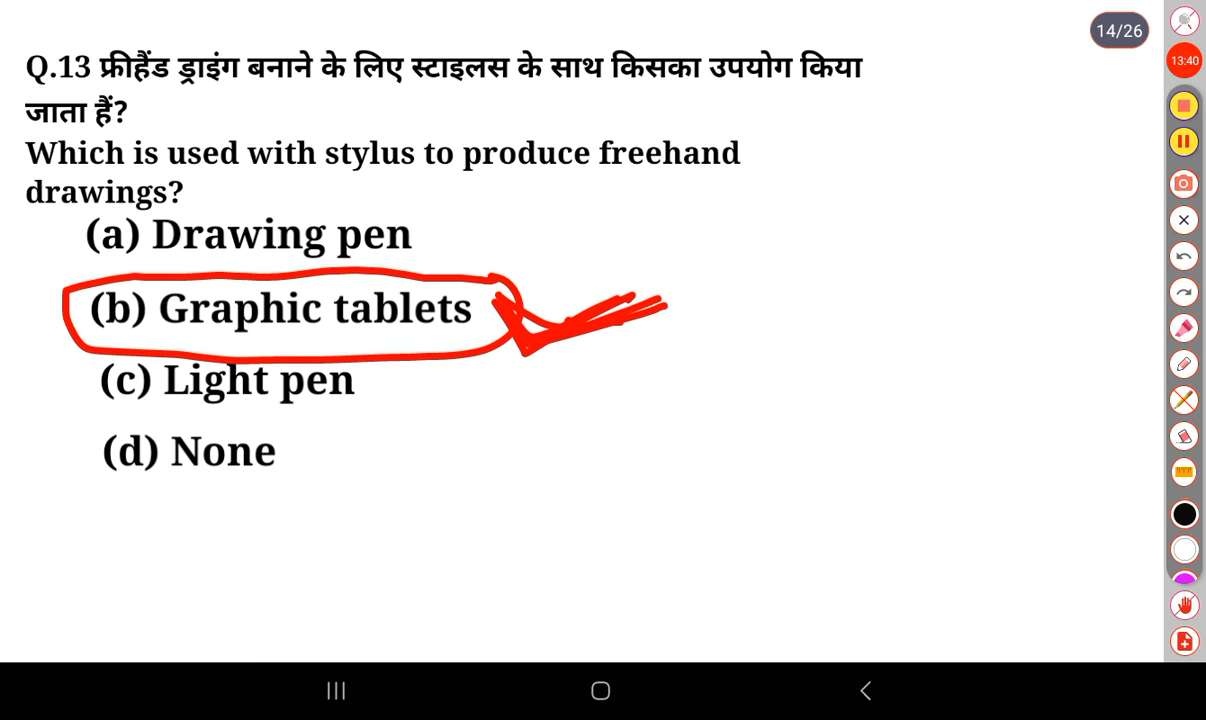 14/26
13:40
Q.13 फ्रीहैंड ड्राइंग बनाने के लिए स्टाइलस के साथ किसका उपयोग किया
जाता हैं?
Which is used with stylus to produce freehand
drawings?
(a) Drawing pen
(b) Graphic tablets
(c) Light pen
(d) None